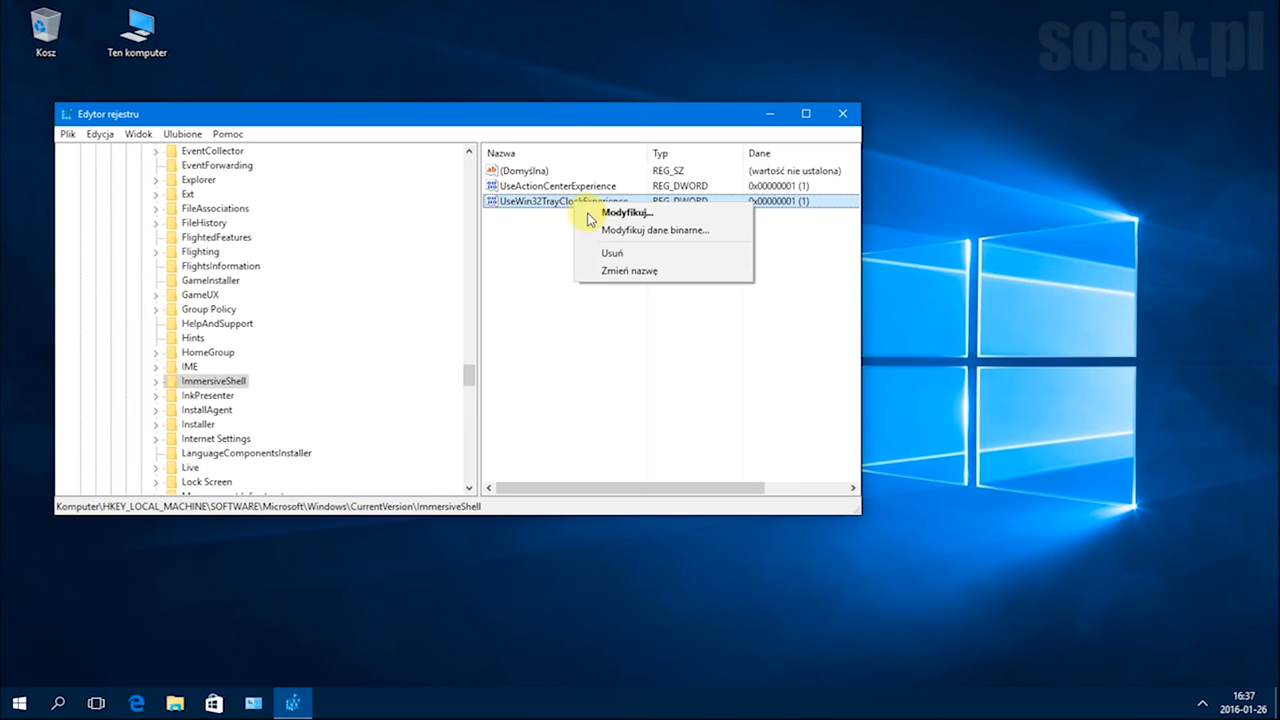 soisk.pl
Kosz
Ten komputer
Edytor rejestru
Plik Edycja Widok Ulubione Pomoc
EventCollector
EventForwarding
Explorer
Ext
FileAssociations
FileHistory
FlightedFeatures
Flighting
FlightsInformation
GameInstaller
GameUX
Group Policy
HelpAndSupport
Hints
HomeGroup
IME
ImmersiveShell
InkPresenter
InstallAgent
Installer
Internet Settings
LanguageComponentsInstaller
Live
Lock Screen
Nazwa Typ Dane
(Domyślna) REG_SZ (wartość nie ustalona)
UseActionCenterExperience REG_DWORD 0x00000001 (1)
UseWin32TrayClockExperience REG_DWORD 0x00000001 (1)
Modyfikuj...
Modyfikuj dane binarne...
Usuń
Zmień nazwę
Komputer\HKEY_LOCAL_MACHINE\SOFTWARE\Microsoft\Windows\CurrentVersion\ImmersiveShell
16:37
2016-01-26